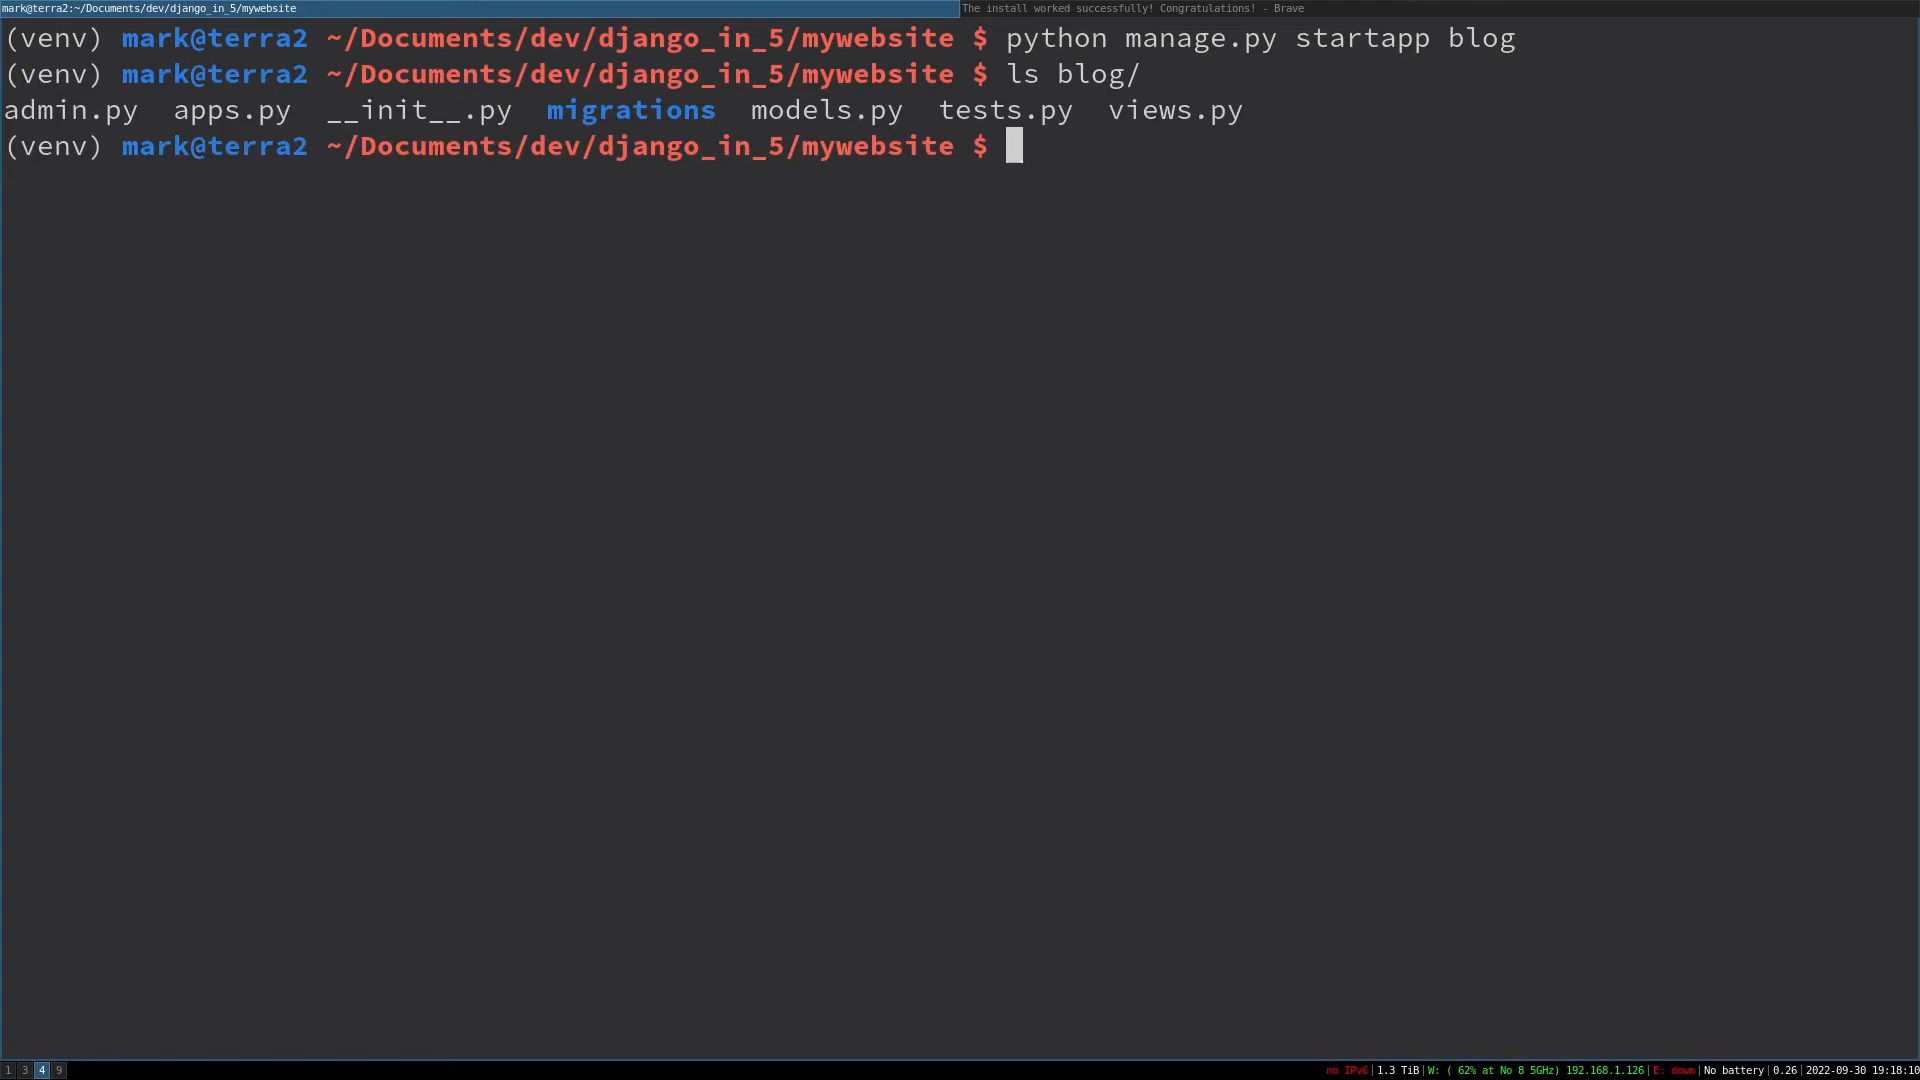 mark@terra2:~/Documents/dev/django_in_5/mywebsite The install worked successfully! Congratulations! - Brave
(venv) mark@terra2 ~/Documents/dev/django_in_5/mywebsite $ python manage.py startapp blog
(venv) mark@terra2 ~/Documents/dev/django_in_5/mywebsite $ ls blog/
admin.py apps.py __init__.py migrations models.py tests.py views.py
(venv) mark@terra2 ~/Documents/dev/django_in_5/mywebsite $
1 3 4 9 no IPv6|1.3 TiB|W: ( 62% at No 8 5GHz) 192.168.1.126|E: down|No battery|0.26|2022-09-30 19:18:10